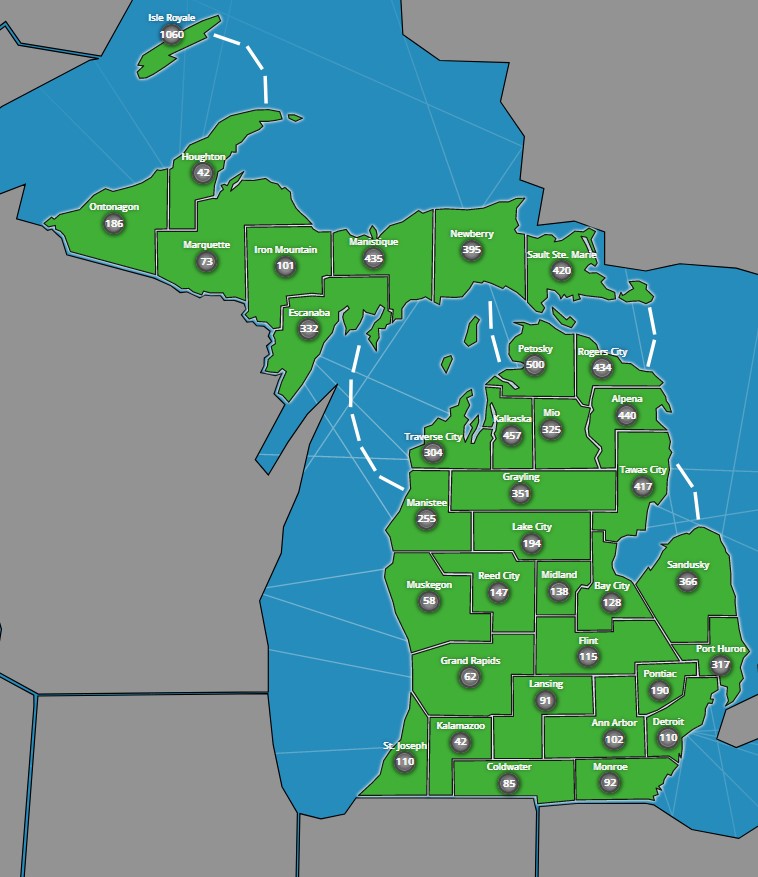 Isle Royale
1060
Houghton
42
Ontonagon
186
Marquette
73
Iron Mountain
101
Manistique
435
Newberry
395
Sault Ste. Marie
420
Escanaba
332
Petosky
500
Rogers City
434
Alpena
440
Kalkaska
457
Mio
325
Traverse City
304
Tawas City
417
Grayling
351
Manistee
255
Lake City
194
Sandusky
366
Muskegon
58
Reed City
147
Midland
138
Bay City
128
Flint
115
Port Huron
317
Grand Rapids
62
Pontiac
190
Lansing
91
St. Joseph
110
Kalamazoo
42
Ann Arbor
102
Detroit
110
Coldwater
85
Monroe
92